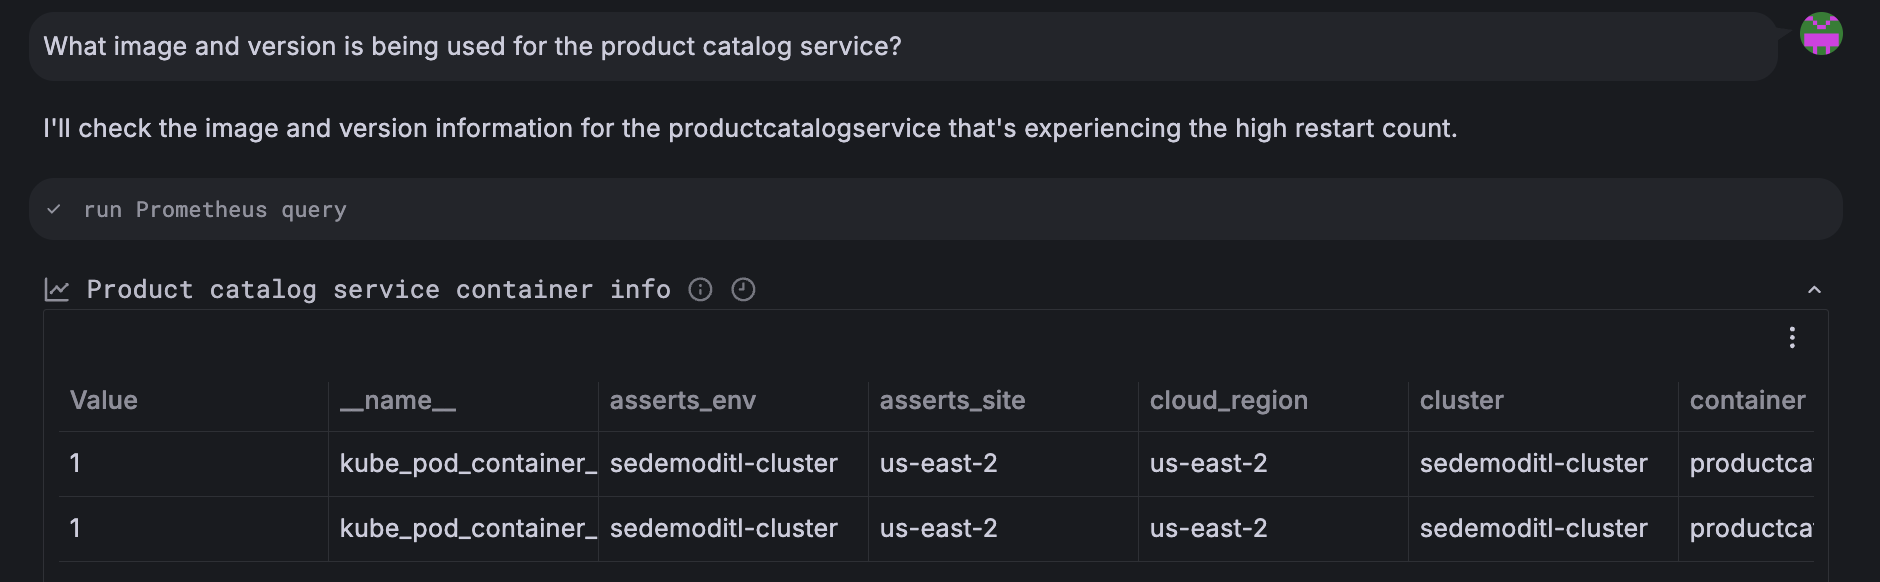 What image and version is being used for the product catalog service?
I'll check the image and version information for the productcatalogservice that's experiencing the high restart count.
run Prometheus query
Product catalog service container info
Value __name__ asserts_env asserts_site cloud_region cluster container
1 kube_pod_container_ sedemoditl-cluster us-east-2 us-east-2 sedemoditl-cluster productca
1 kube_pod_container_ sedemoditl-cluster us-east-2 us-east-2 sedemoditl-cluster productca